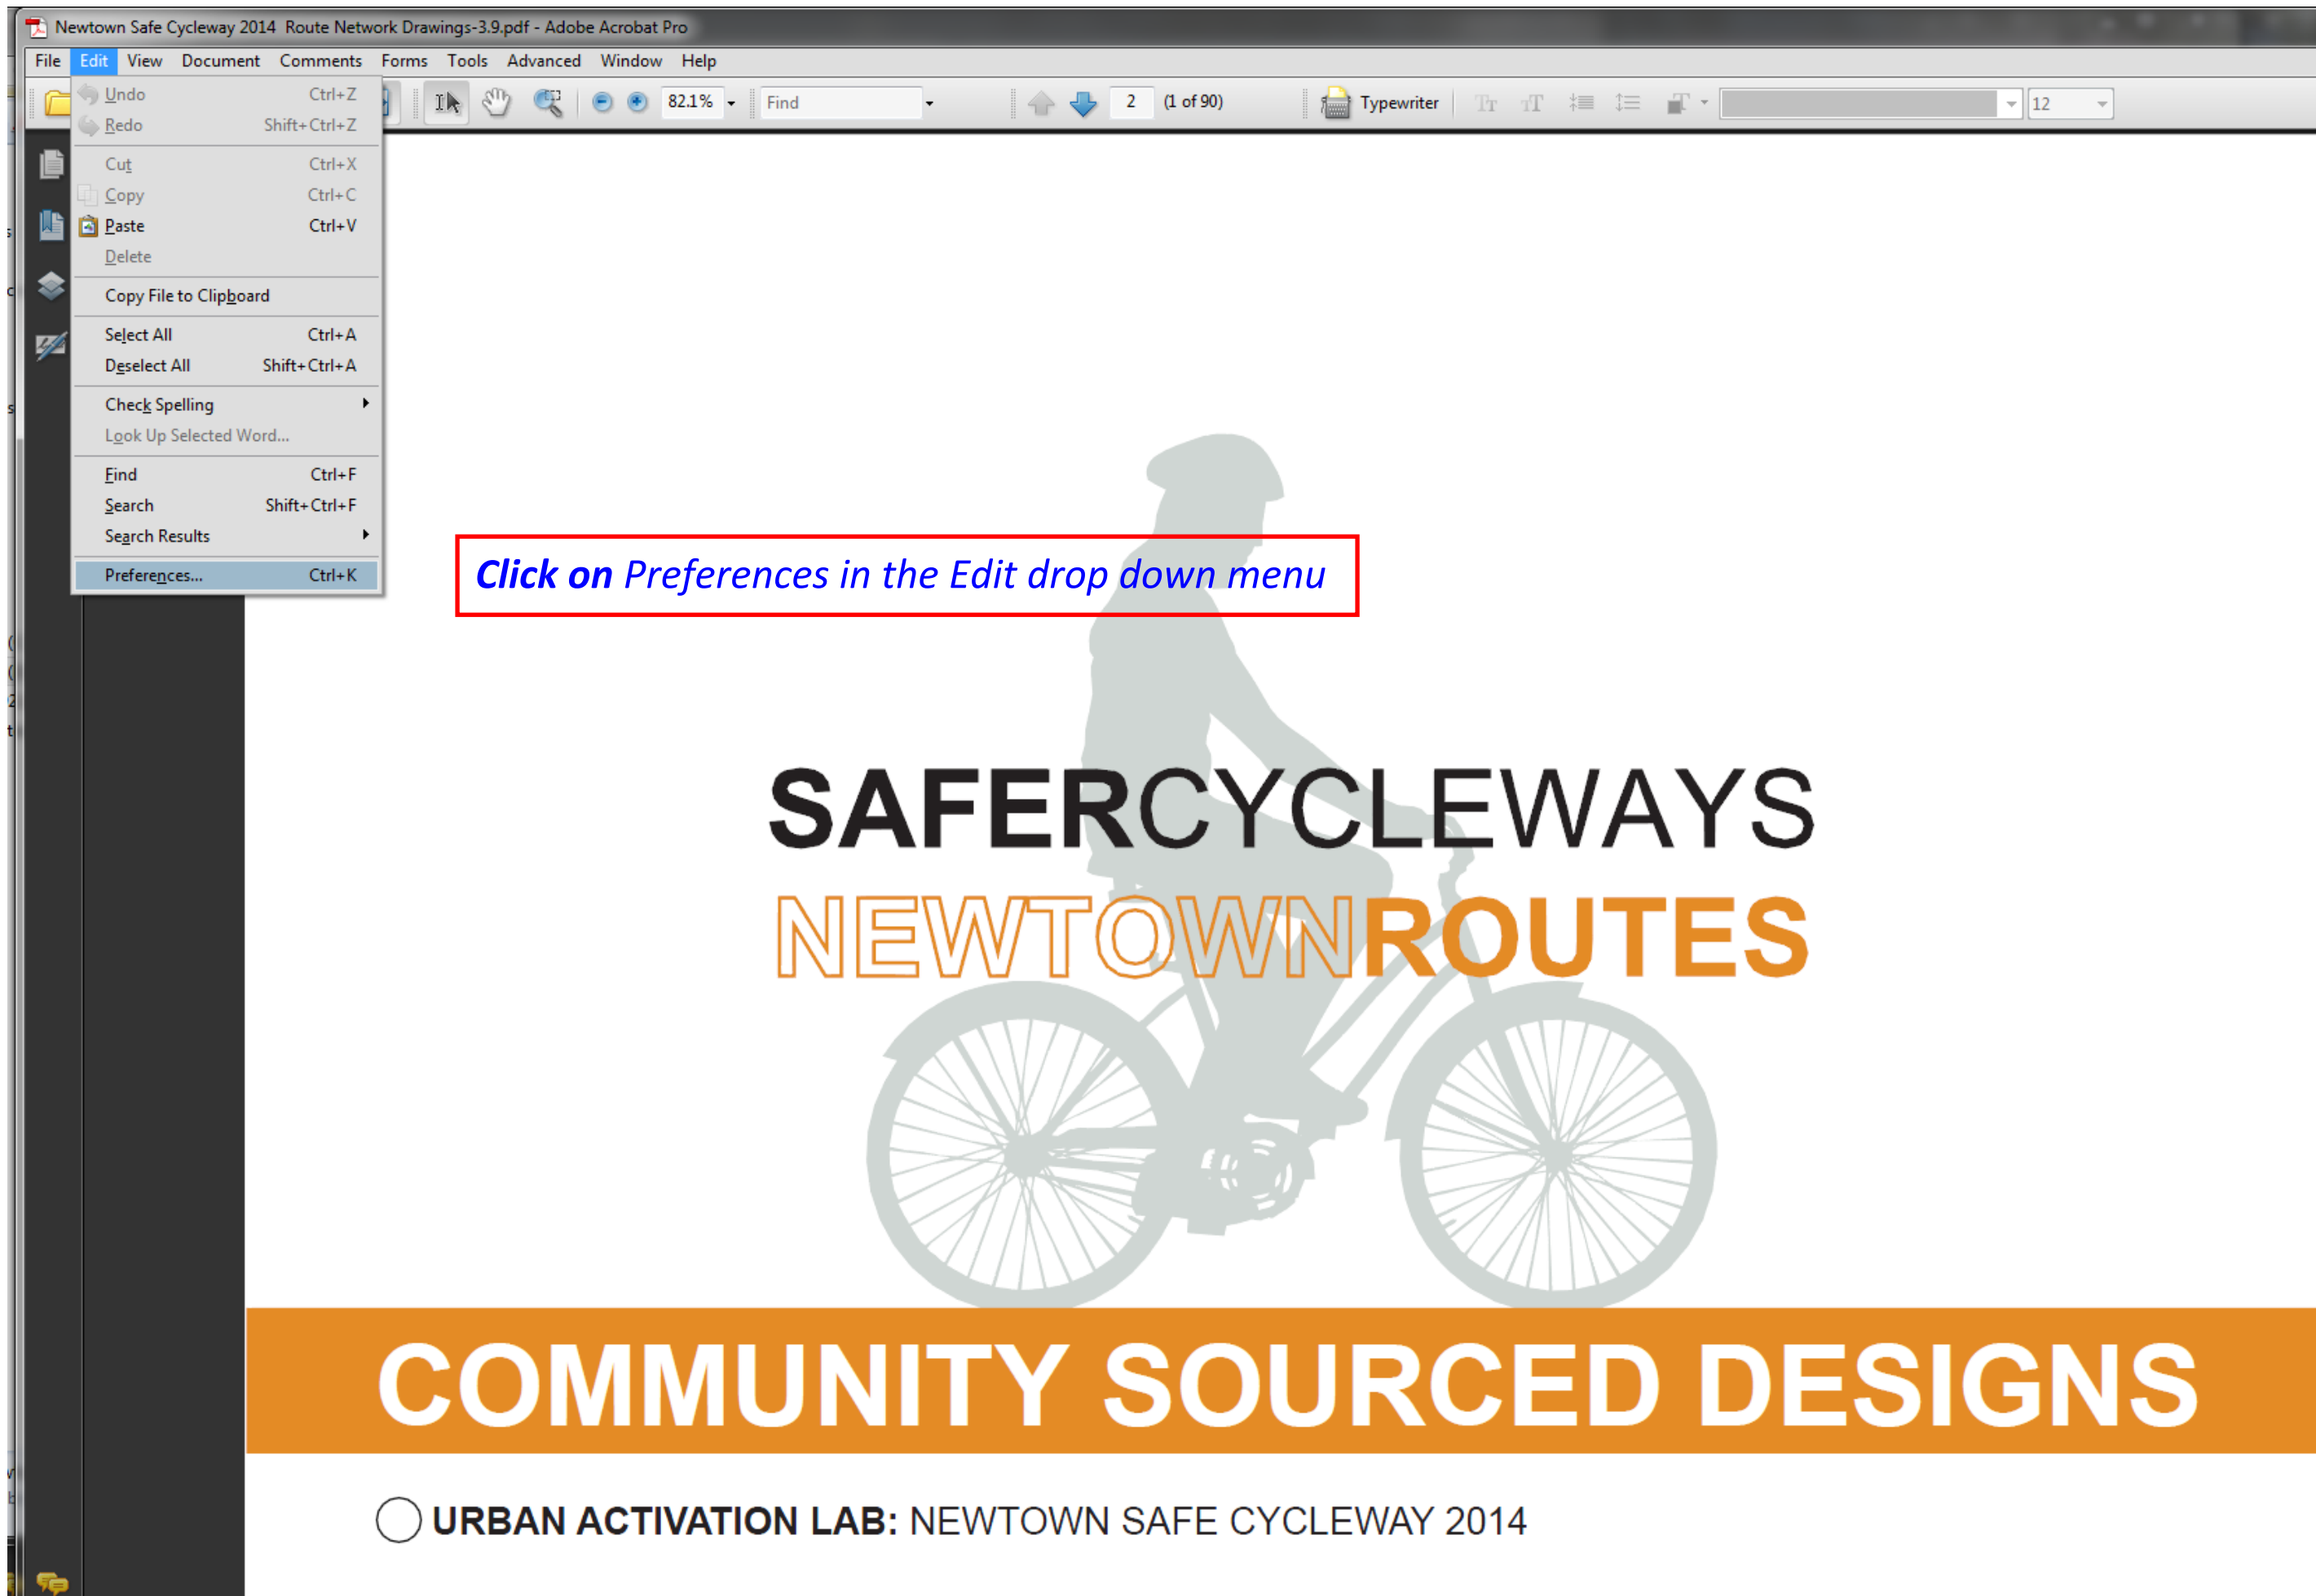 Newtown Safe Cycleway 2014 Route Network Drawings-3.9.pdf - Adobe Acrobat Pro
File Edit View Document Comments Forms Tools Advanced Window Help
82.1% Find 2 (1 of 90) Typewriter 12
Undo Ctrl+Z
Redo Shift+Ctrl+Z
Cut Ctrl+X
Copy Ctrl+C
Paste Ctrl+V
Delete
Copy File to Clipboard
Select All Ctrl+A
Deselect All Shift+Ctrl+A
Check Spelling
Look Up Selected Word...
Find Ctrl+F
Search Shift+Ctrl+F
Search Results
Preferences... Ctrl+K
Click on Preferences in the Edit drop down menu
SAFERCYCLEWAYS
NEWTOWNROUTES
COMMUNITY SOURCED DESIGNS
URBAN ACTIVATION LAB: NEWTOWN SAFE CYCLEWAY 2014